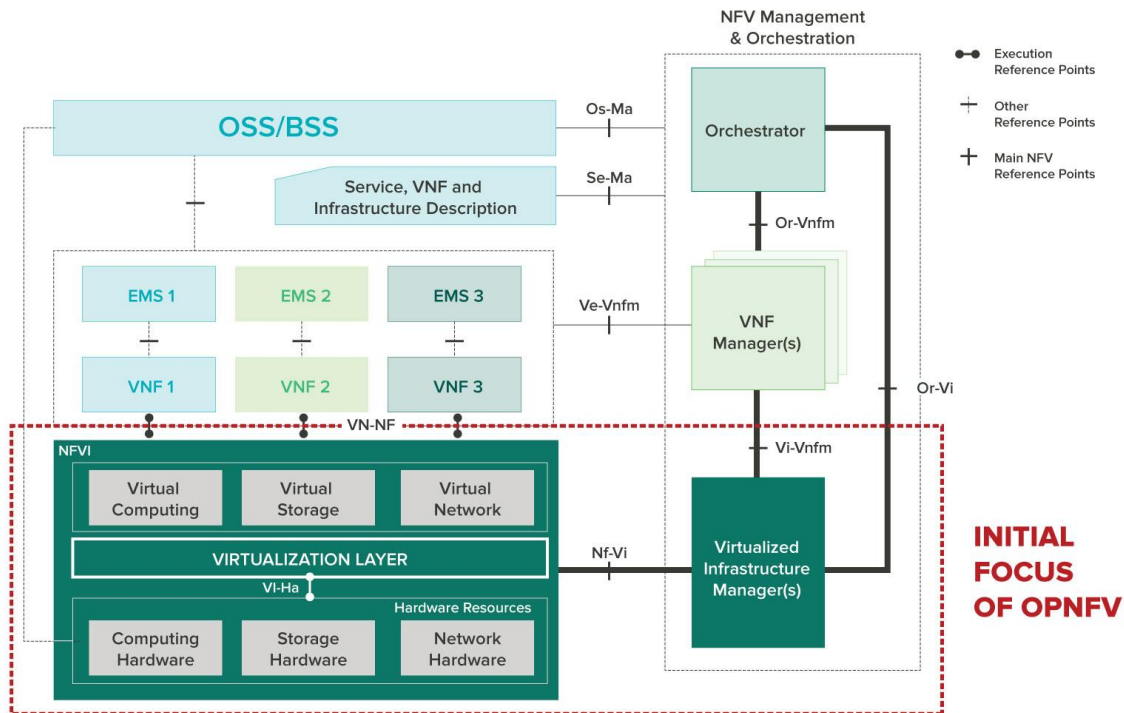 NFV Management
& Orchestration
Execution
Reference Points
Other
Reference Points
Main NFV
Reference Points
OSS/BSS
Os-Ma
Orchestrator
Service, VNF and
Infrastructure Description
Se-Ma
Or-Vnfm
EMS 1
EMS 2
EMS 3
Ve-Vnfm
VNF
Manager(s)
VNF 1
VNF 2
VNF 3
Or-Vi
VN-NF
Vi-Vnfm
NFVI
Virtual
Computing
Virtual
Storage
Virtual
Network
VIRTUALIZATION LAYER
Nf-Vi
Virtualized
Infrastructure
Manager(s)
VI-Ha
Hardware Resources
Computing
Hardware
Storage
Hardware
Network
Hardware
INITIAL
FOCUS
OF OPNFV